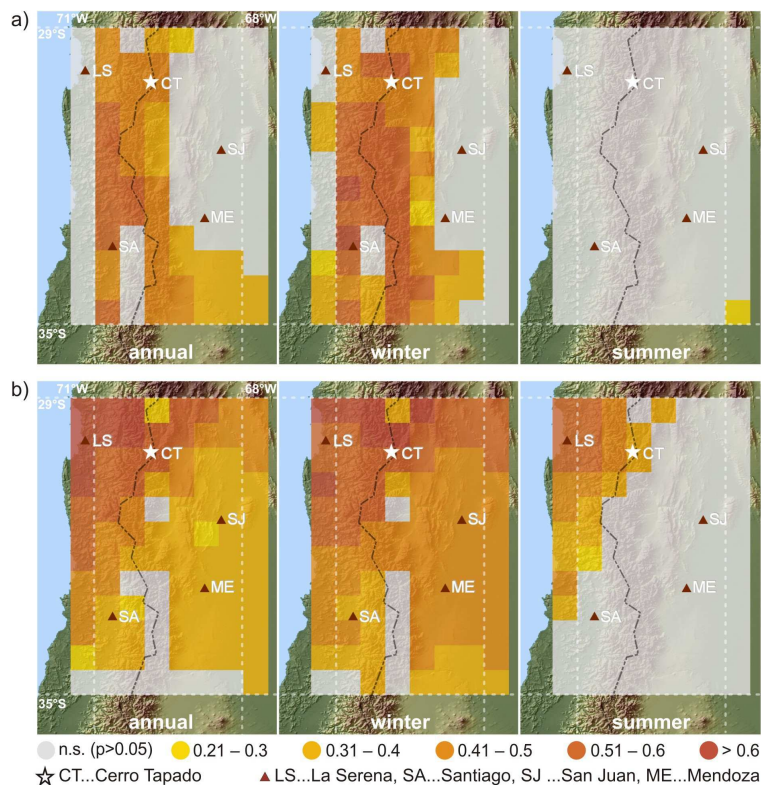 a)
71°W
68°W
29°S
LS
CT
SJ
ME
SA
35°S
annual
LS
CT
SJ
ME
SA
winter
LS
CT
SJ
ME
SA
summer
b)
71°W
68°W
29°S
LS
CT
SJ
ME
SA
35°S
annual
LS
CT
SJ
ME
SA
winter
LS
CT
SJ
ME
SA
summer
n.s. (p>0.05) 0.21 – 0.3 0.31 – 0.4 0.41 – 0.5 0.51 – 0.6 > 0.6
CT...Cerro Tapado LS...La Serena, SA...Santiago, SJ ...San Juan, ME...Mendoza